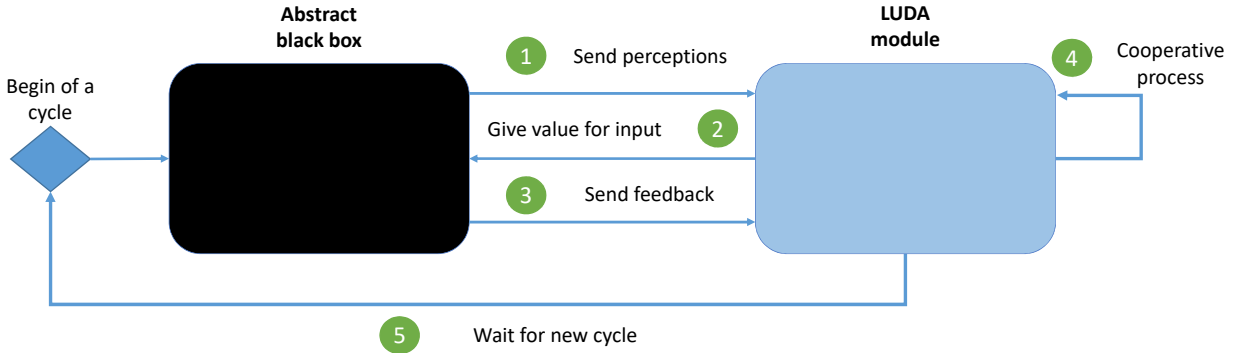 Abstract
black box
LUDA
module
1
Send perceptions
4
Cooperative
process
Begin of a
cycle
Give value for input
2
3
Send feedback
5
Wait for new cycle